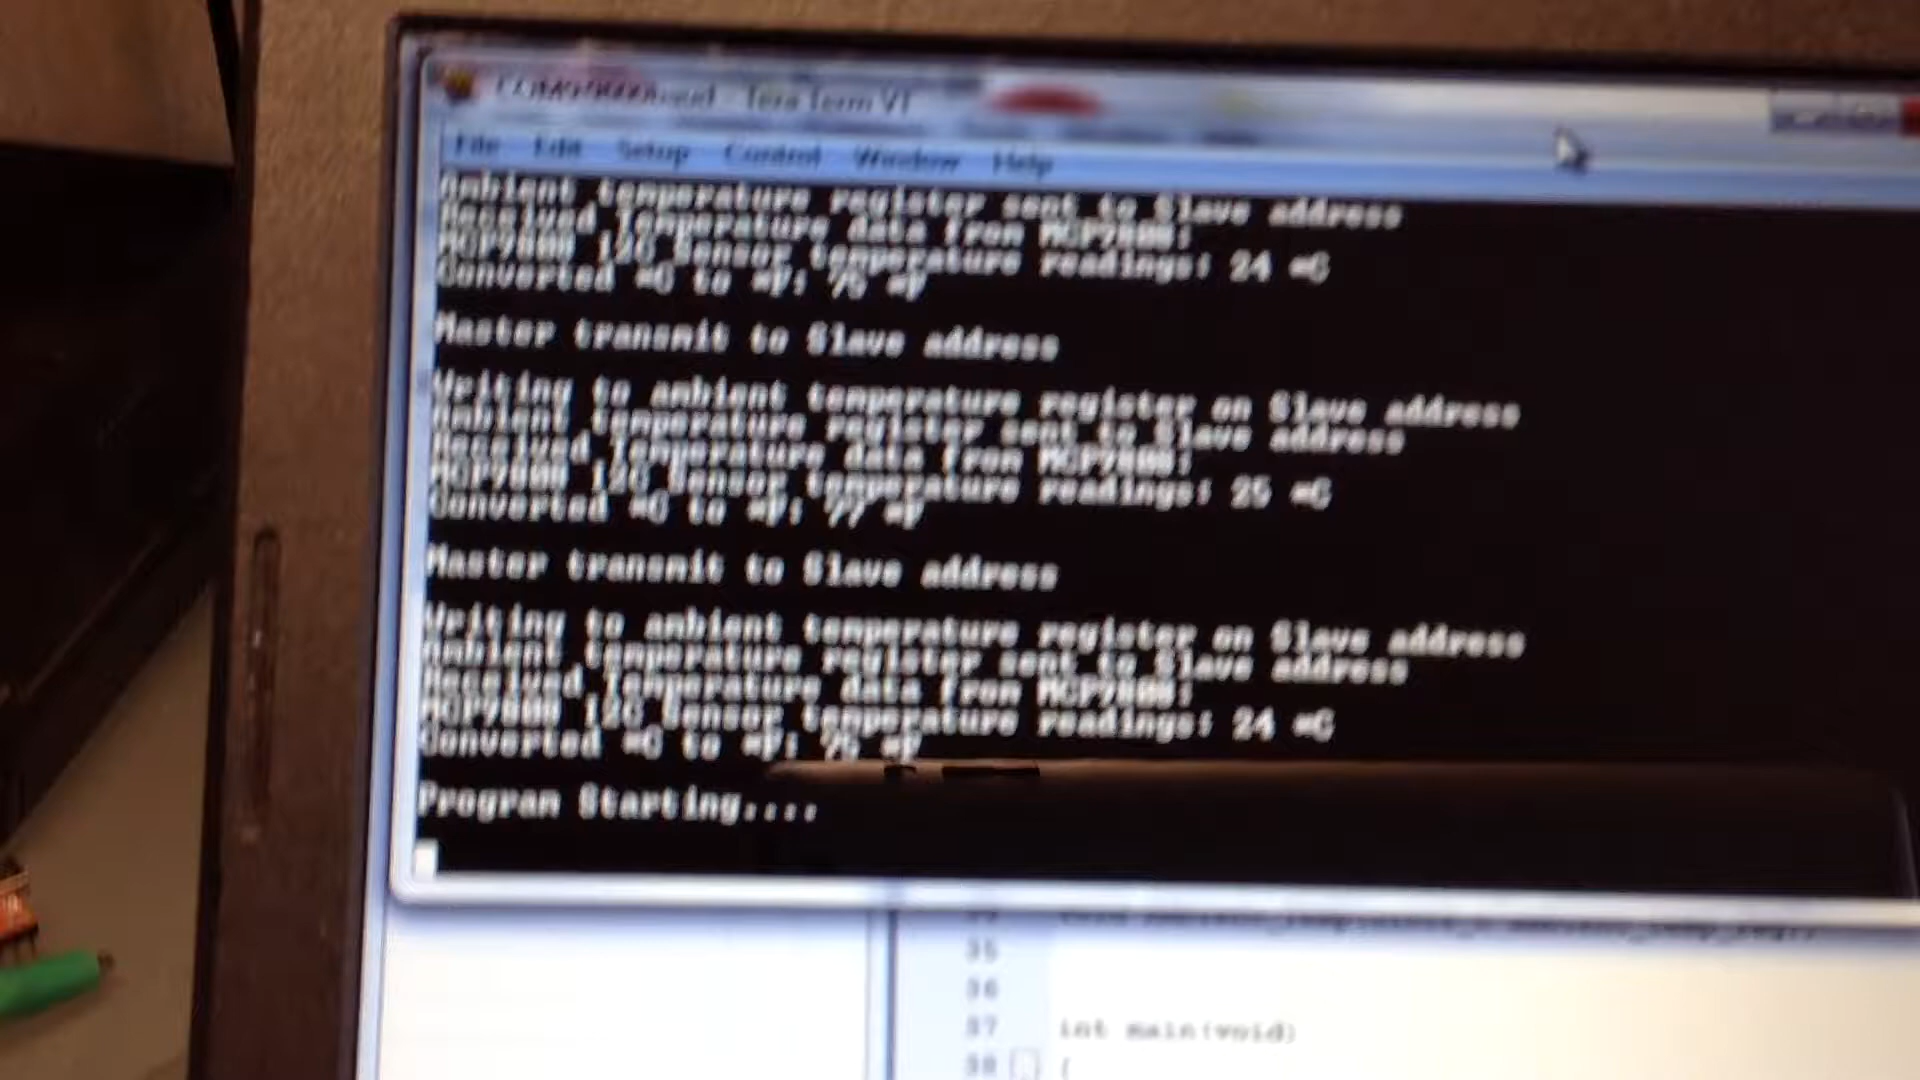 Tera Term VT
File Edit Setup Control Window Help
Ambient temperature register sent to Slave address
Received Temperature data from MCP9808:
MCP9808 I2C Sensor temperature readings: 24 *C
Converted *C to *F: 75 *F
Master transmit to Slave address
Writing to ambient temperature register on Slave address
Ambient temperature register sent to Slave address
Received Temperature data from MCP9808:
MCP9808 I2C Sensor temperature readings: 25 *C
Converted *C to *F: 77 *F
Master transmit to Slave address
Writing to ambient temperature register on Slave address
Ambient temperature register sent to Slave address
Received Temperature data from MCP9808:
MCP9808 I2C Sensor temperature readings: 24 *C
Converted *C to *F: 75 *F
Program Starting....
35
36
37 int main(void)
38 {